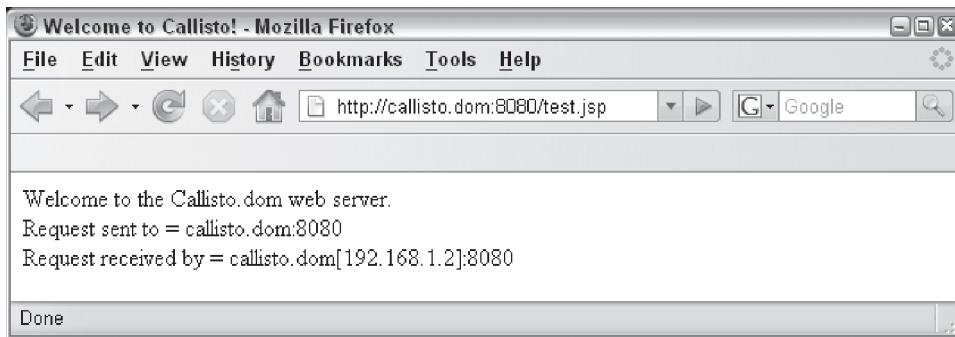 Welcome to Callisto! - Mozilla Firefox
File Edit View History Bookmarks Tools Help
http://callisto.dom:8080/test.jsp G Google
Welcome to the Callisto.dom web server.
Request sent to = callisto.dom:8080
Request received by = callisto.dom[192.168.1.2]:8080
Done